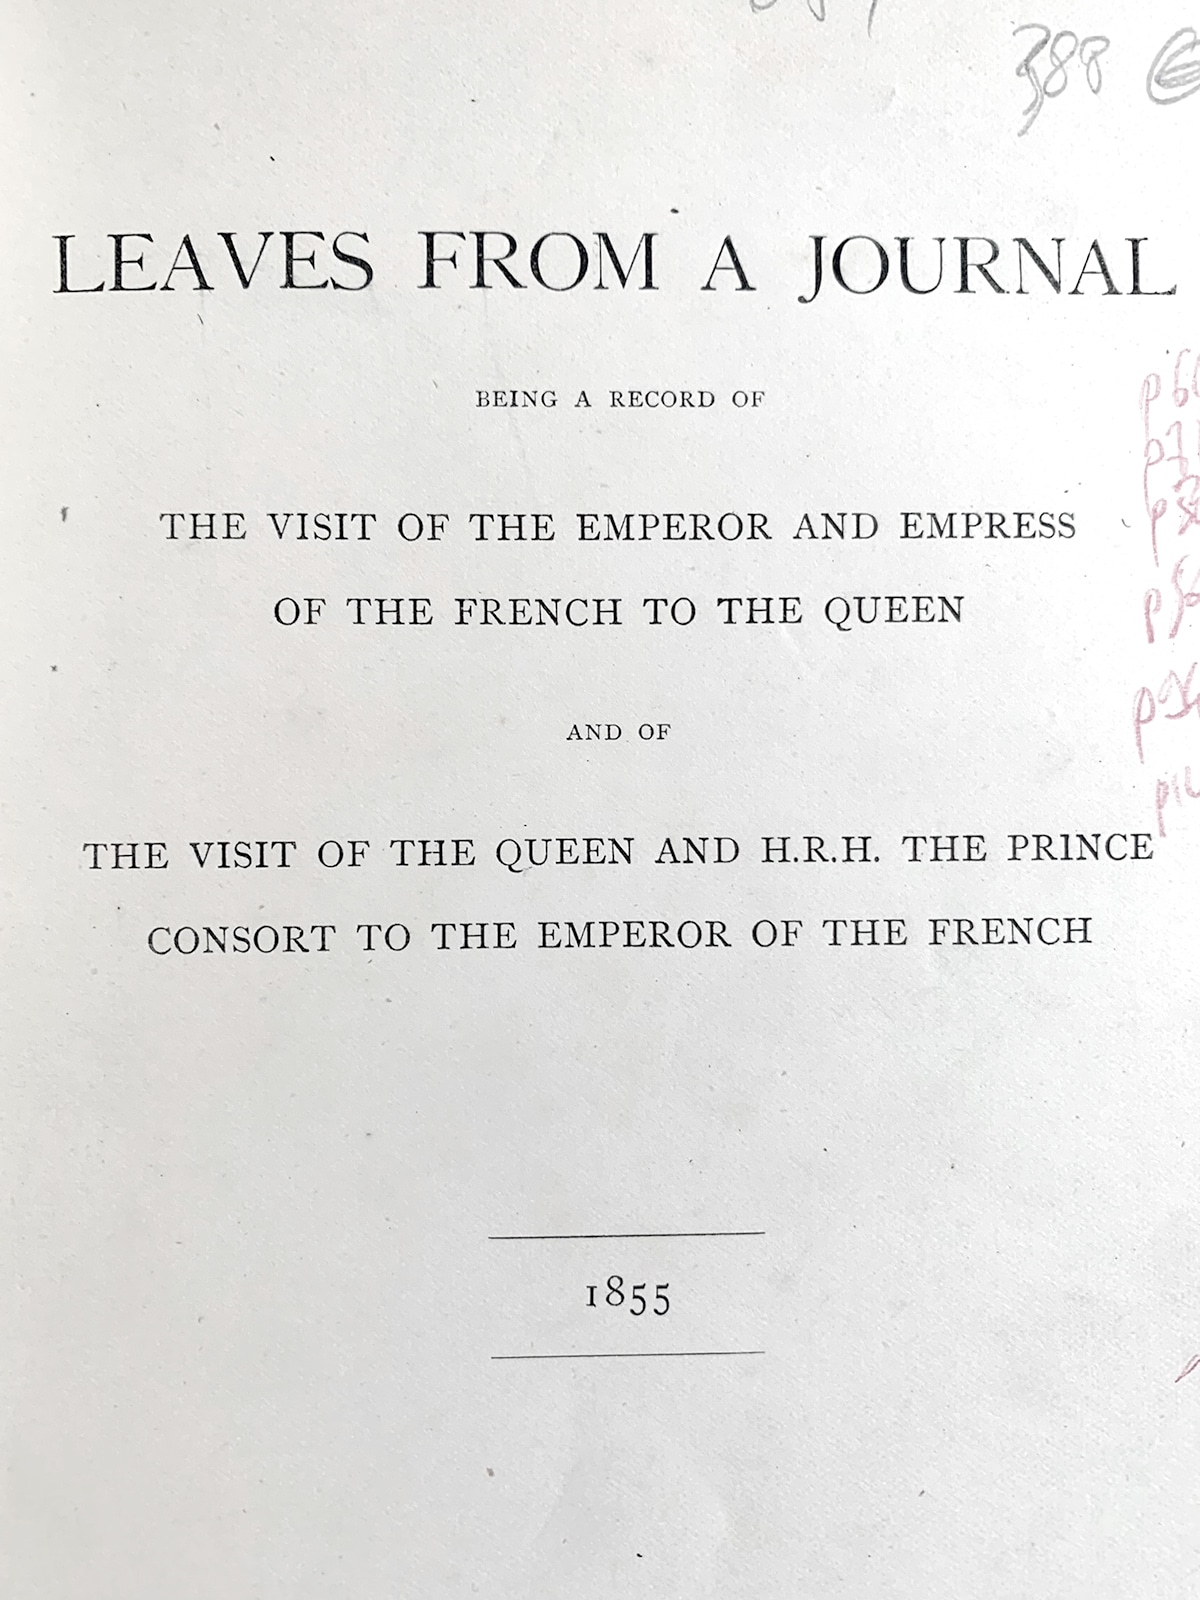 388
LEAVES FROM A JOURNAL
BEING A RECORD OF
THE VISIT OF THE EMPEROR AND EMPRESS
OF THE FRENCH TO THE QUEEN
AND OF
THE VISIT OF THE QUEEN AND H.R.H. THE PRINCE
CONSORT TO THE EMPEROR OF THE FRENCH
1855